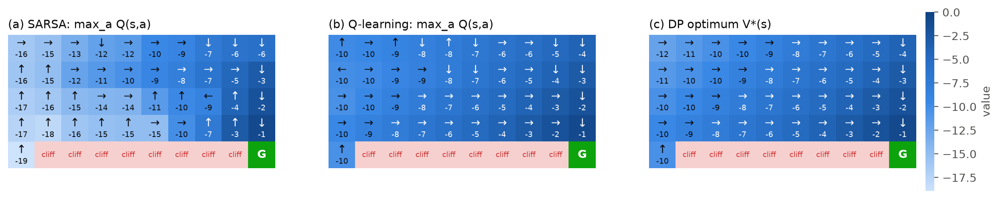 (a) SARSA: max_a Q(s,a)
→ → → ↓ → → → ↓ ↓ ↓
-16 -15 -13 -12 -12 -10 -9 -7 -6 -6
↑ ↑ → → → → → → → ↓
-16 -15 -12 -11 -10 -9 -8 -7 -5 -3
↑ ↑ ↑ → → ↑ ↑ ← ↑ ↓
-17 -16 -15 -14 -14 -11 -10 -9 -4 -2
↑ ↑ ↑ ↑ ↑ → → ↑ ↑ ↓
-17 -18 -16 -15 -15 -15 -10 -7 -3 -1
↑
cliff cliff cliff cliff cliff cliff cliff cliff G
-19
(b) Q-learning: max_a Q(s,a)
↑ → ↑ ↓ ↑ ↓ → → ↓ ↓
-10 -10 -9 -8 -8 -7 -6 -6 -5 -4
← → → → ↓ ↓ → → ↓ ↓
-10 -10 -9 -9 -8 -7 -6 -5 -4 -3
→ → → → → → → → → ↓
-10 -10 -9 -8 -7 -6 -5 -4 -3 -2
→ → → → → → → → → ↓
-10 -9 -8 -7 -6 -5 -4 -3 -2 -1
↑
cliff cliff cliff cliff cliff cliff cliff cliff G
-10
(c) DP optimum V*(s)
→ → → → → → → → → ↓
-12 -11 -10 -10 -9 -8 -7 -6 -5 -4
→ → → → → → → → → ↓
-11 -10 -10 -9 -8 -7 -6 -5 -4 -3
→ → → → → → → → → ↓
-10 -10 -9 -8 -7 -6 -5 -4 -3 -2
→ → → → → → → → → ↓
-10 -9 -8 -7 -6 -5 -4 -3 -2 -1
↑
cliff cliff cliff cliff cliff cliff cliff cliff G
-10
0.0
−2.5
−5.0
−7.5
−10.0
−12.5
−15.0
−17.5
value